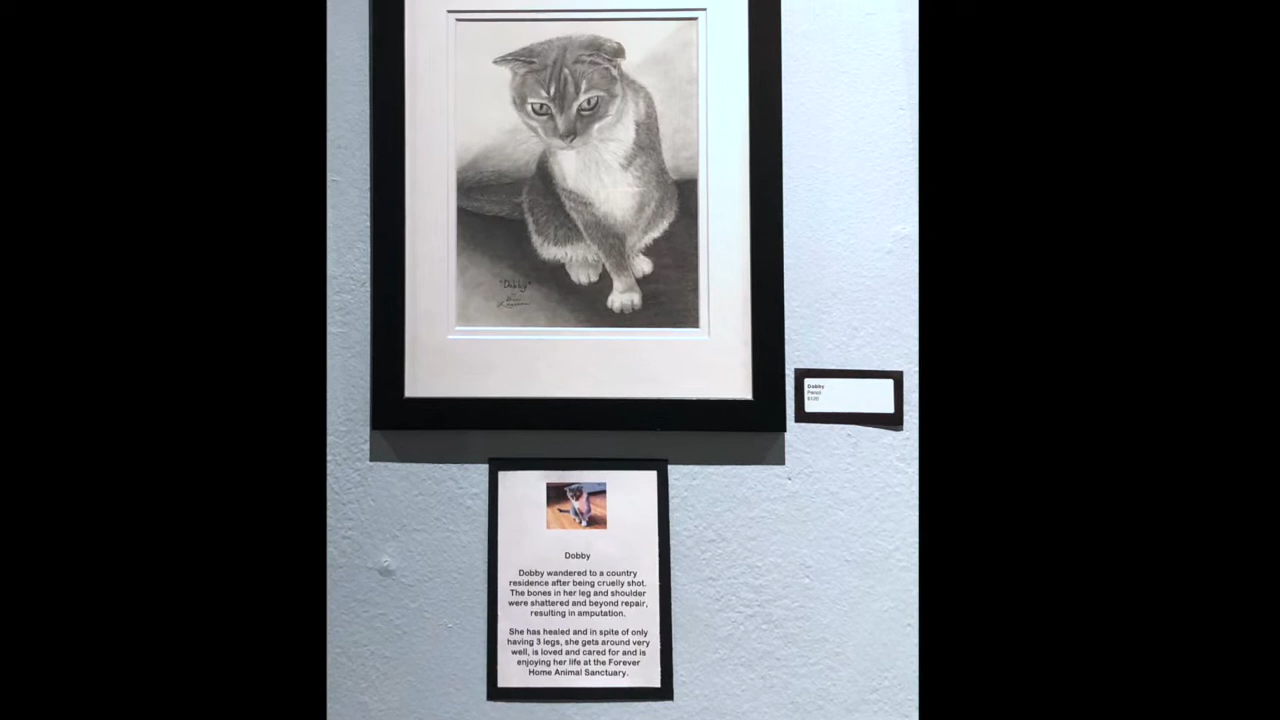 "Dobby"
Dobby
Pencil
$120
Dobby
Dobby wandered to a country
residence after being cruelly shot.
The bones in her leg and shoulder
were shattered and beyond repair,
resulting in amputation.
She has healed and in spite of only
having 3 legs, she gets around very
well, is loved and cared for and is
enjoying her life at the Forever
Home Animal Sanctuary.